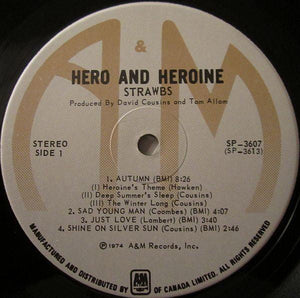 &
HERO AND HEROINE
STRAWBS
Produced By David Cousins and Tom Allom
STEREO
SIDE 1
SP-3607
(SP-3613)
1. AUTUMN (BMI) 8:26
(I) Heroine's Theme (Hawken)
(II) Deep Summer's Sleep (Cousins)
(III) The Winter Long (Cousins)
2. SAD YOUNG MAN (Coombes) (BMI) 4:07
3. JUST LOVE (Lambert) (BMI) 3:40
4. SHINE ON SILVER SUN (Cousins) (BMI) 2:46
℗ 1974 A&M Records, Inc.
MANUFACTURED AND DISTRIBUTED BY A&M RECORDS OF CANADA LIMITED. ALL RIGHTS RESERVED.